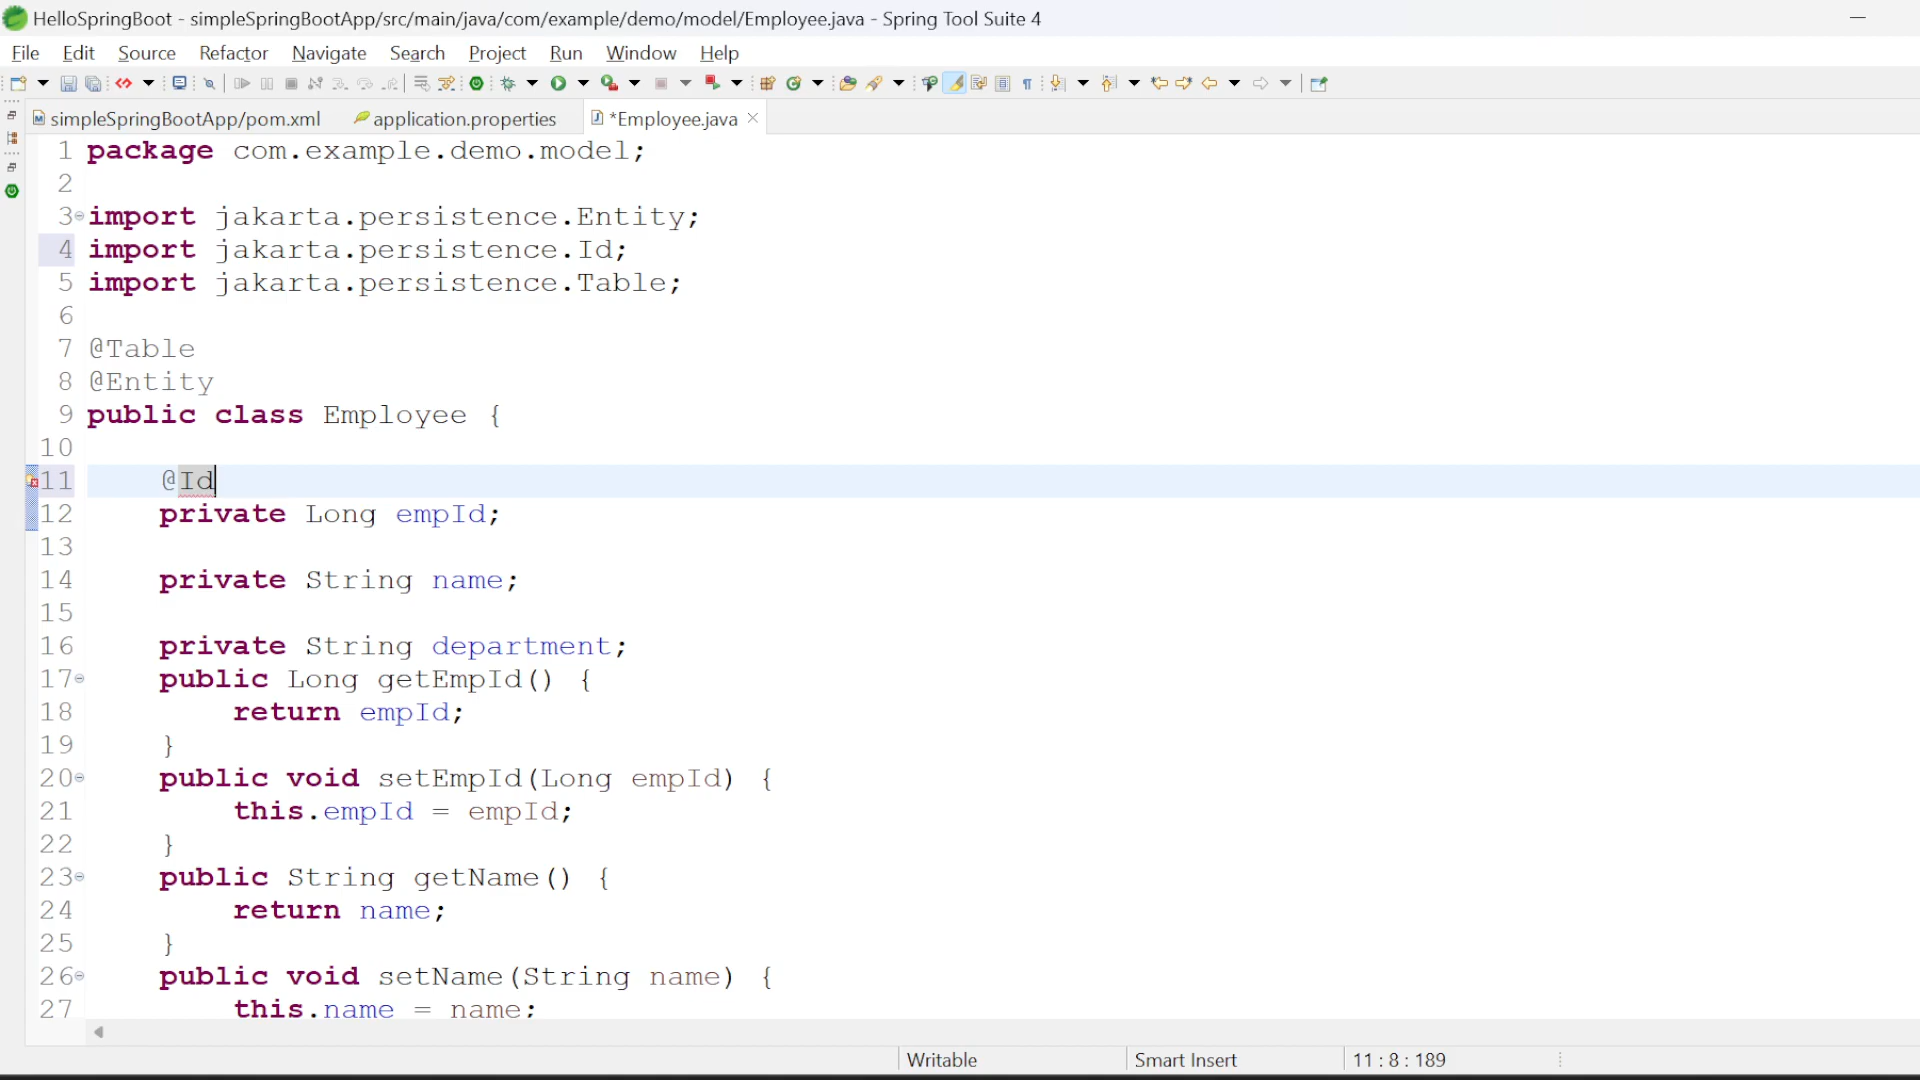 HelloSpringBoot - simpleSpringBootApp/src/main/java/com/example/demo/model/Employee.java - Spring Tool Suite 4
File Edit Source Refactor Navigate Search Project Run Window Help
simpleSpringBootApp/pom.xml application.properties *Employee.java
1 package com.example.demo.model;
2
3 import jakarta.persistence.Entity;
4 import jakarta.persistence.Id;
5 import jakarta.persistence.Table;
6
7 @Table
8 @Entity
9 public class Employee {
10
11 @Id
12 private Long empId;
13
14 private String name;
15
16 private String department;
17 public Long getEmpId() {
18 return empId;
19 }
20 public void setEmpId(Long empId) {
21 this.empId = empId;
22 }
23 public String getName() {
24 return name;
25 }
26 public void setName(String name) {
27 this.name = name;
Writable Smart Insert 11 : 8 : 189